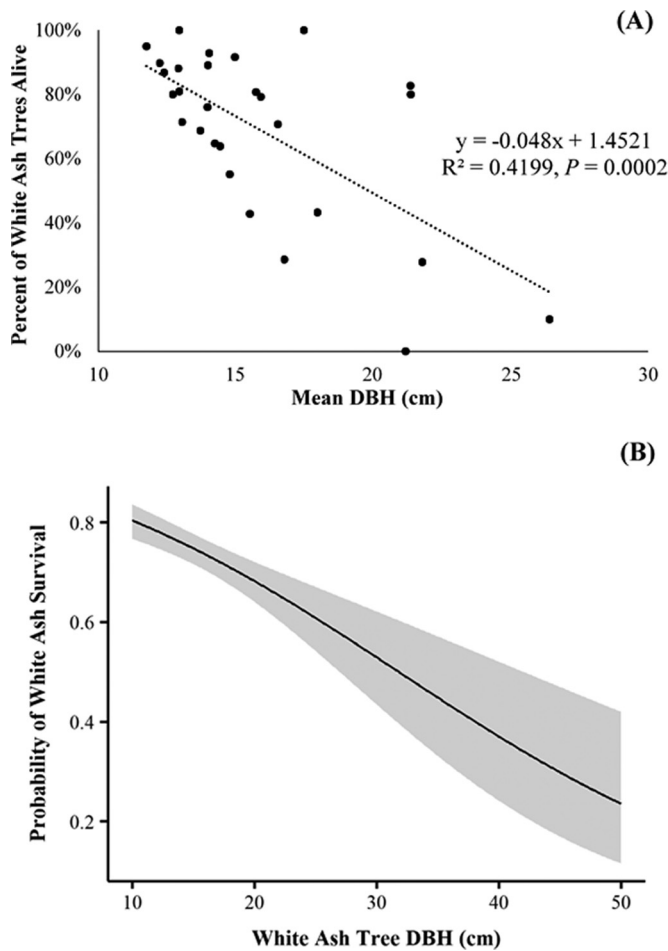 (A)
Percent of White Ash Trres Alive
100%
80%
60%
40%
20%
0%
y = -0.048x + 1.4521
R² = 0.4199, P = 0.0002
10 15 20 25 30
Mean DBH (cm)
(B)
Probability of White Ash Survival
0.8
0.6
0.4
0.2
10 20 30 40 50
White Ash Tree DBH (cm)